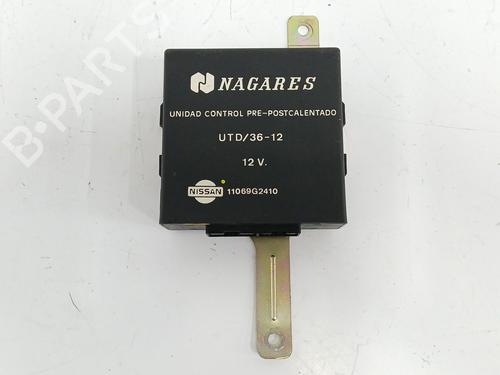 NAGARES
UNIDAD CONTROL PRE-POSTCALENTADO
UTD/36-12
12 V.
NISSAN 11069G2410
B-PARTS